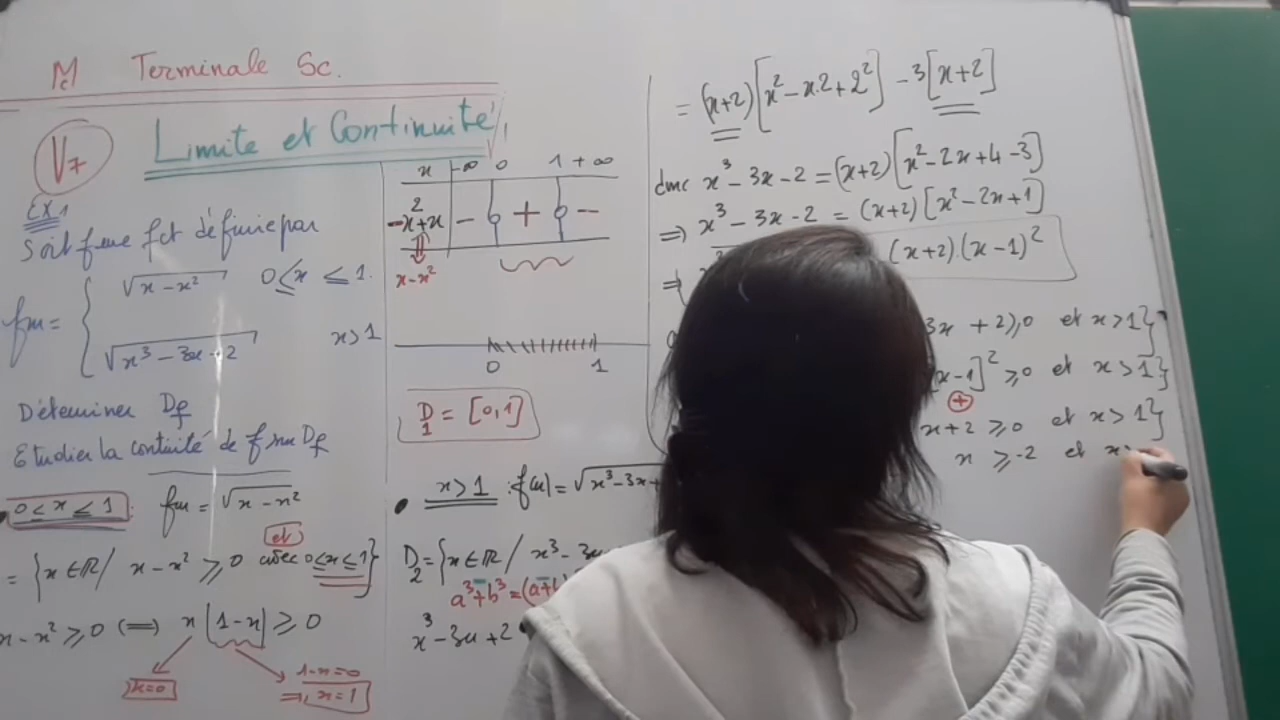 Mc Terminale Sc.
V7
Limite et Continuité
EX1
Soit f une fct définie par
f(x) = { √x - x² 0 ≤ x ≤ 1.
√x³ - 3x - 2 x > 1
Déterminer Df
Etudier la contiuité de f sur Df
0 ≤ x ≤ 1. f(x) = √x - x²
et
= {x ∈ ℝ / x - x² ≥ 0 avec 0 ≤ x ≤ 1}
x - x² ≥ 0 ⟺ x(1-x) ≥ 0
x = 0
1 - x = 0
⇒ x = 1
x -∞ 0 1 +∞
-x² + x - 0 + 0 -
x - x²
0 1
D1 = [0,1]
• x > 1 : f(x) = √x³ - 3x +
D2 = {x ∈ ℝ / x³ - 3x
a³ + b³ = (a+b)
x³ - 3x + 2
= (x+2)[x² - x.2 + 2²] - 3[x+2]
donc x³ - 3x - 2 = (x+2)[x² - 2x + 4 - 3]
⇒ x³ - 3x - 2 = (x+2)[x² - 2x + 1]
⇒ (x+2).(x-1)²
3x + 2 ≥ 0 et x > 1}
[x-1]² ≥ 0 et x > 1}
+
x + 2 ≥ 0 et x > 1}
x ≥ -2 et x >